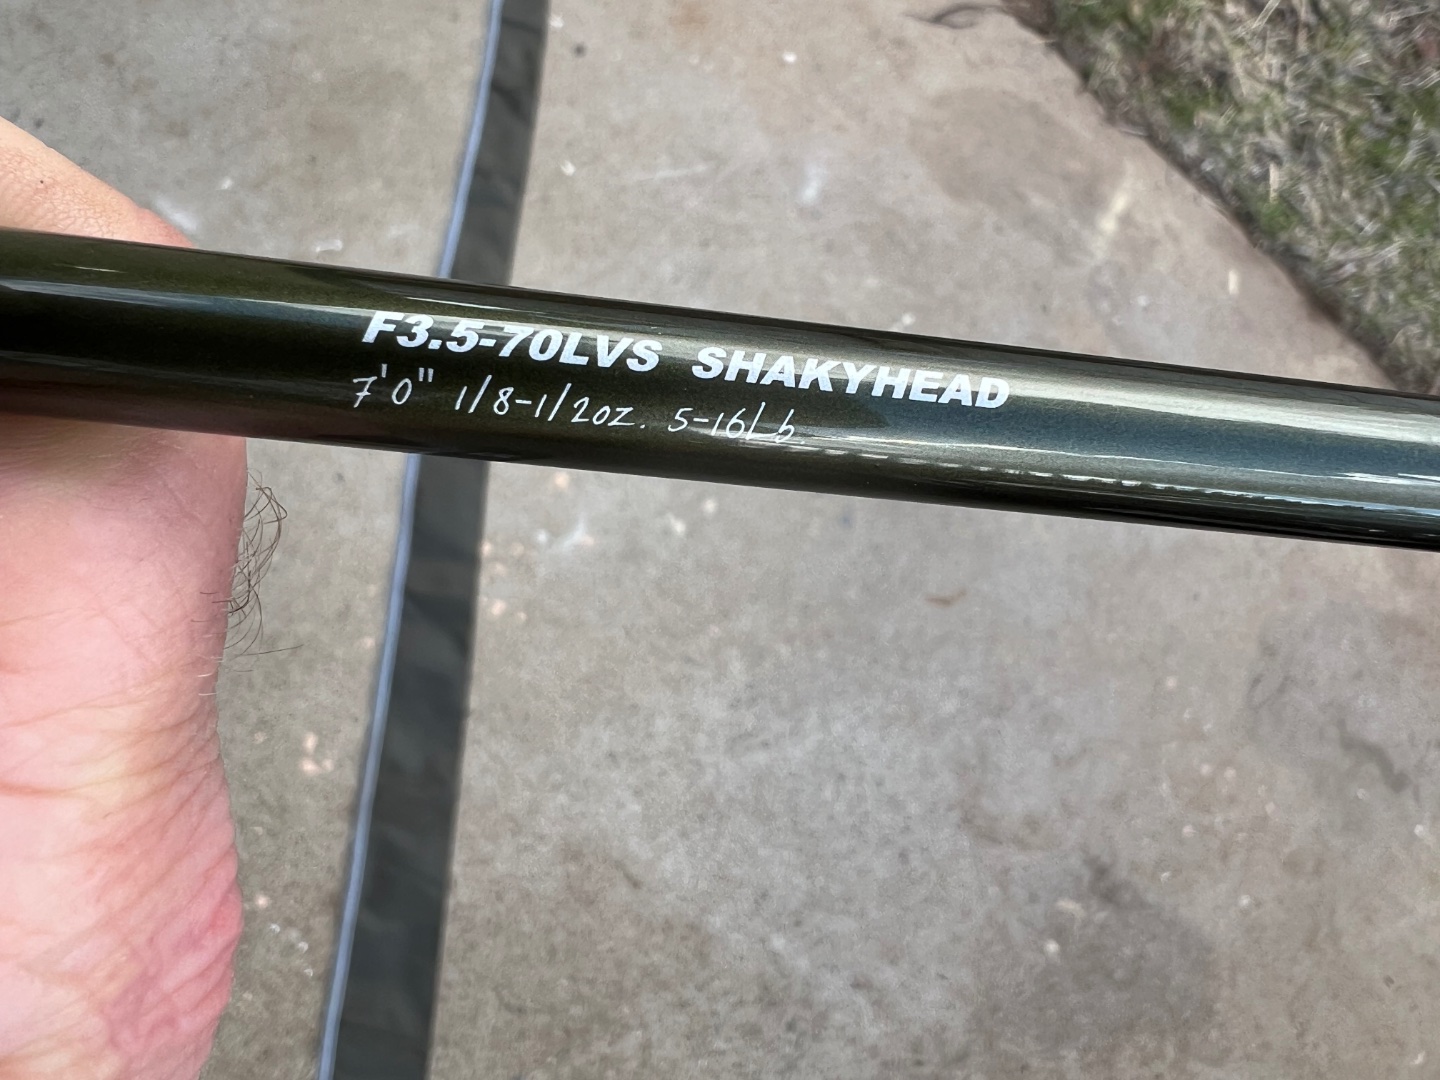 F3.5-70LVS SHAKYHEAD
7'0" 1/8-1/2oz. 5-16Lb